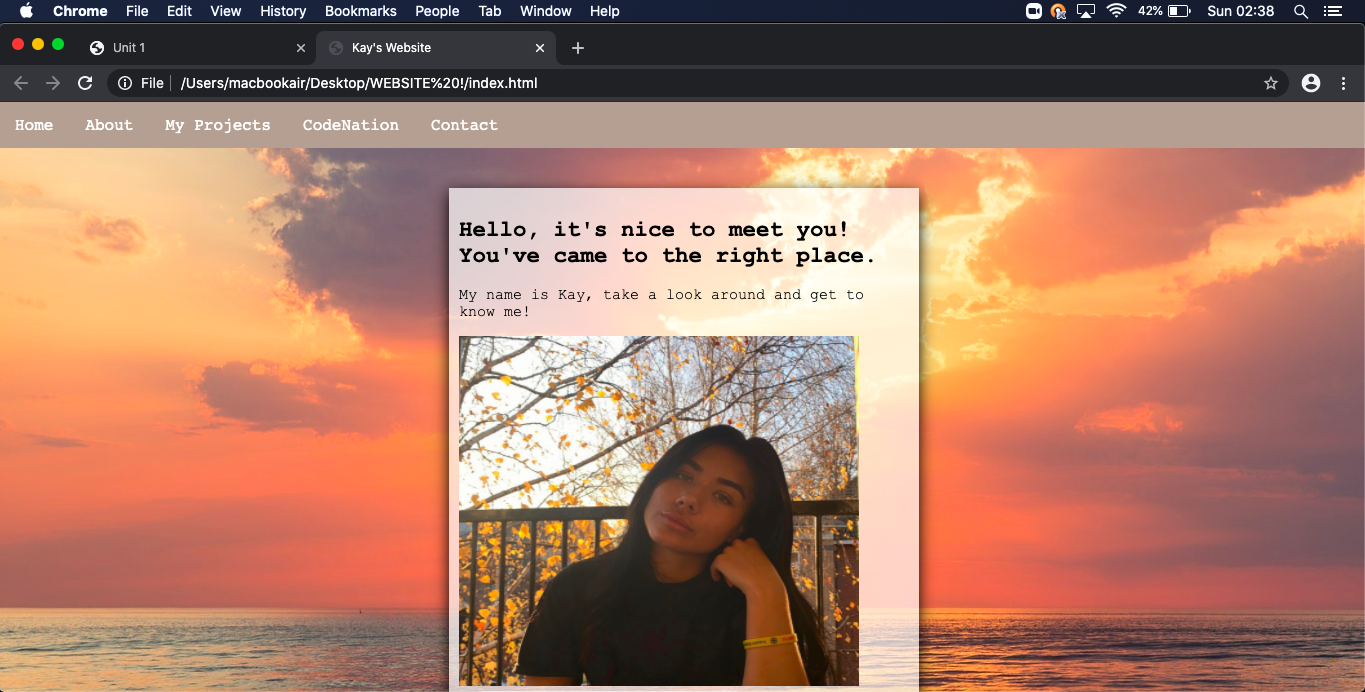 Chrome File Edit View History Bookmarks People Tab Window Help 42% Sun 02:38
Unit 1 Kay's Website
File /Users/macbookair/Desktop/WEBSITE%20!/index.html
Home About My Projects CodeNation Contact
Hello, it's nice to meet you!
You've came to the right place.
My name is Kay, take a look around and get to
know me!